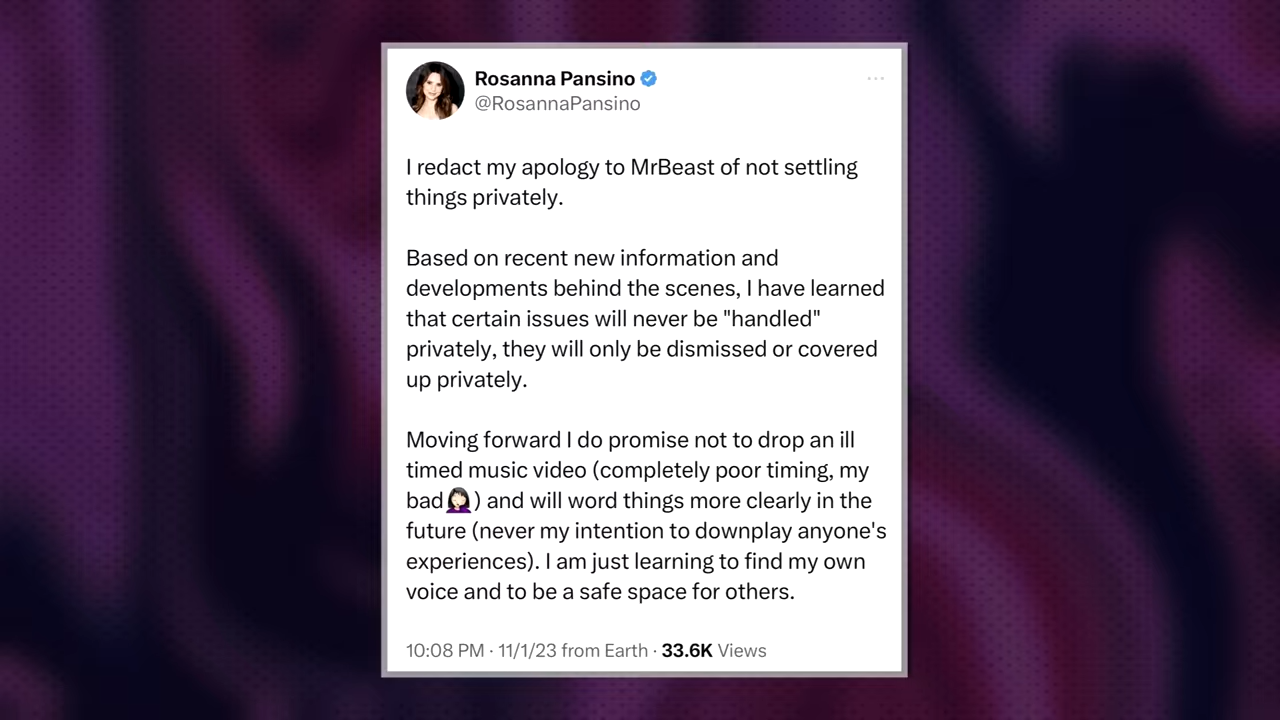 Rosanna Pansino
@RosannaPansino
I redact my apology to MrBeast of not settling
things privately.
Based on recent new information and
developments behind the scenes, I have learned
that certain issues will never be "handled"
privately, they will only be dismissed or covered
up privately.
Moving forward I do promise not to drop an ill
timed music video (completely poor timing, my
bad🤦🏻‍♀️) and will word things more clearly in the
future (never my intention to downplay anyone's
experiences). I am just learning to find my own
voice and to be a safe space for others.
10:08 PM · 11/1/23 from Earth · 33.6K Views